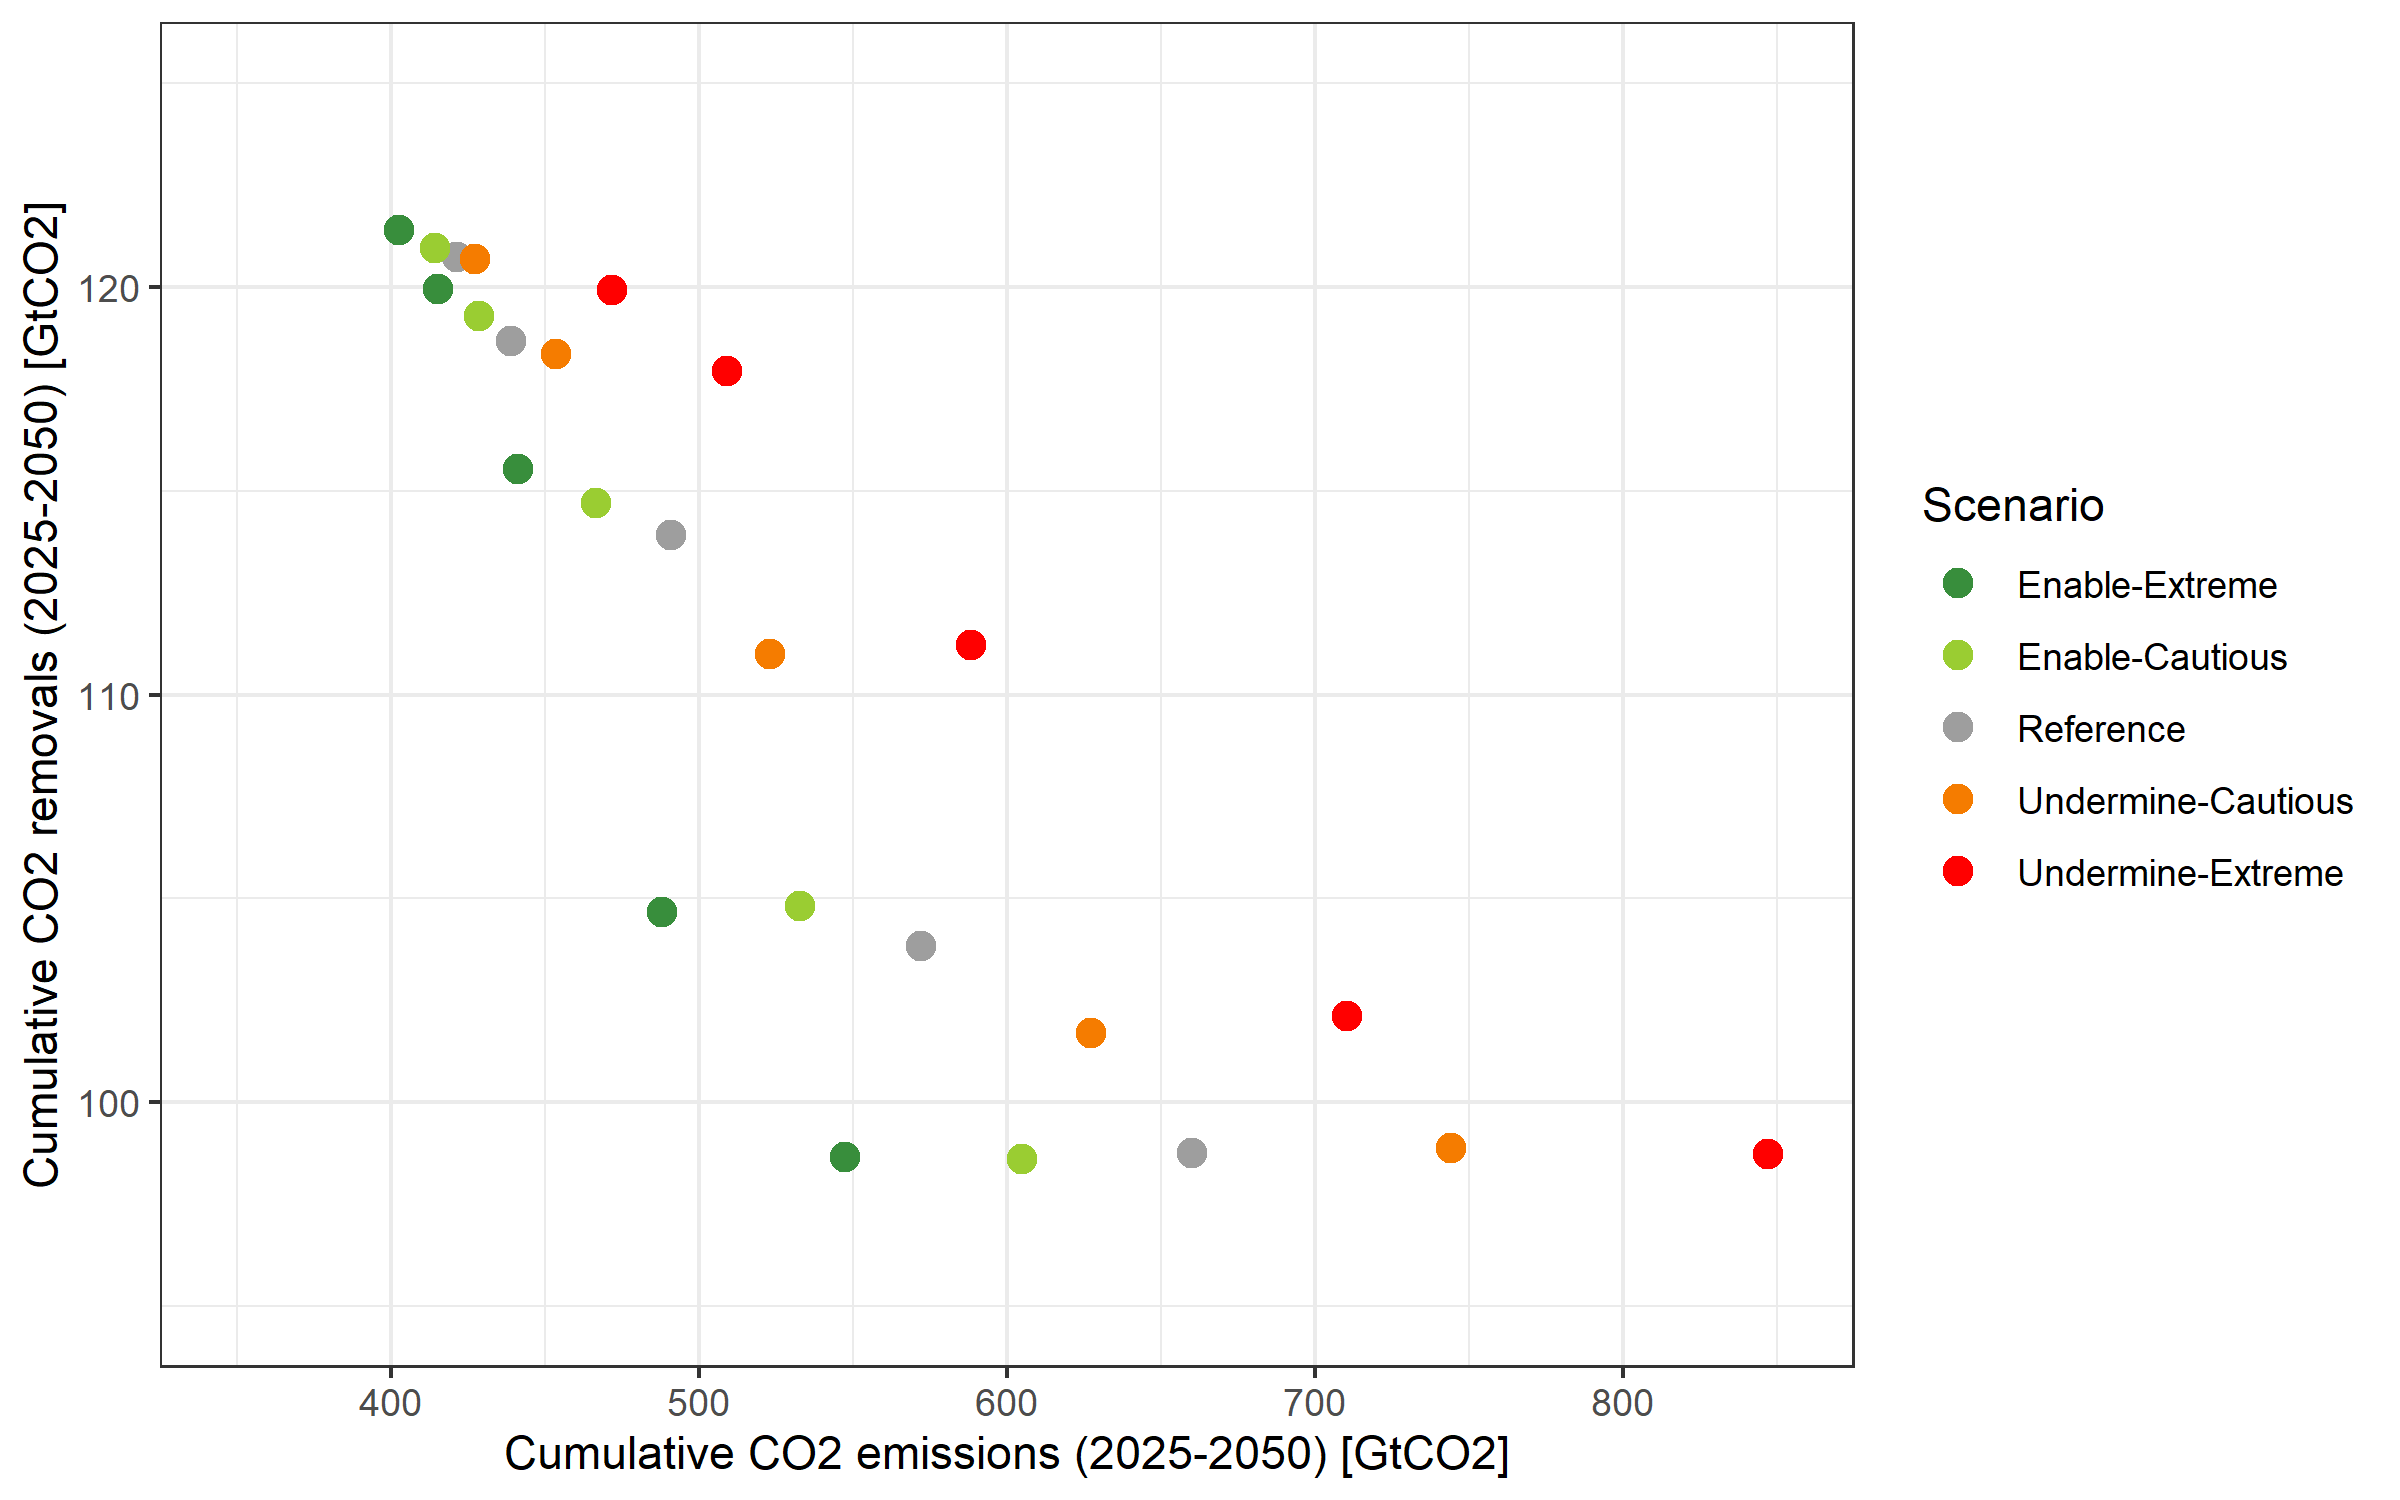 Cumulative CO2 removals (2025-2050) [GtCO2]
120
110
100
400 500 600 700 800
Cumulative CO2 emissions (2025-2050) [GtCO2]
Scenario
Enable-Extreme
Enable-Cautious
Reference
Undermine-Cautious
Undermine-Extreme